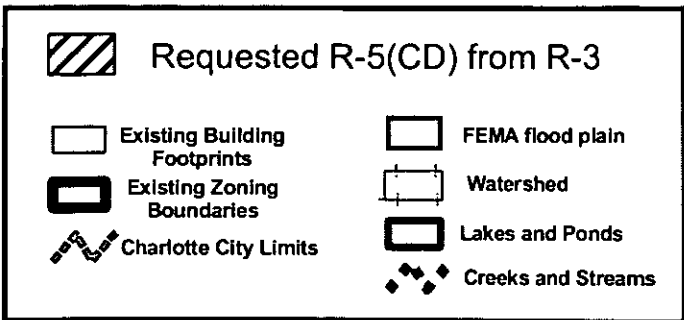 Requested R-5(CD) from R-3
Existing Building
Footprints
Existing Zoning
Boundaries
Charlotte City Limits
FEMA flood plain
Watershed
Lakes and Ponds
Creeks and Streams